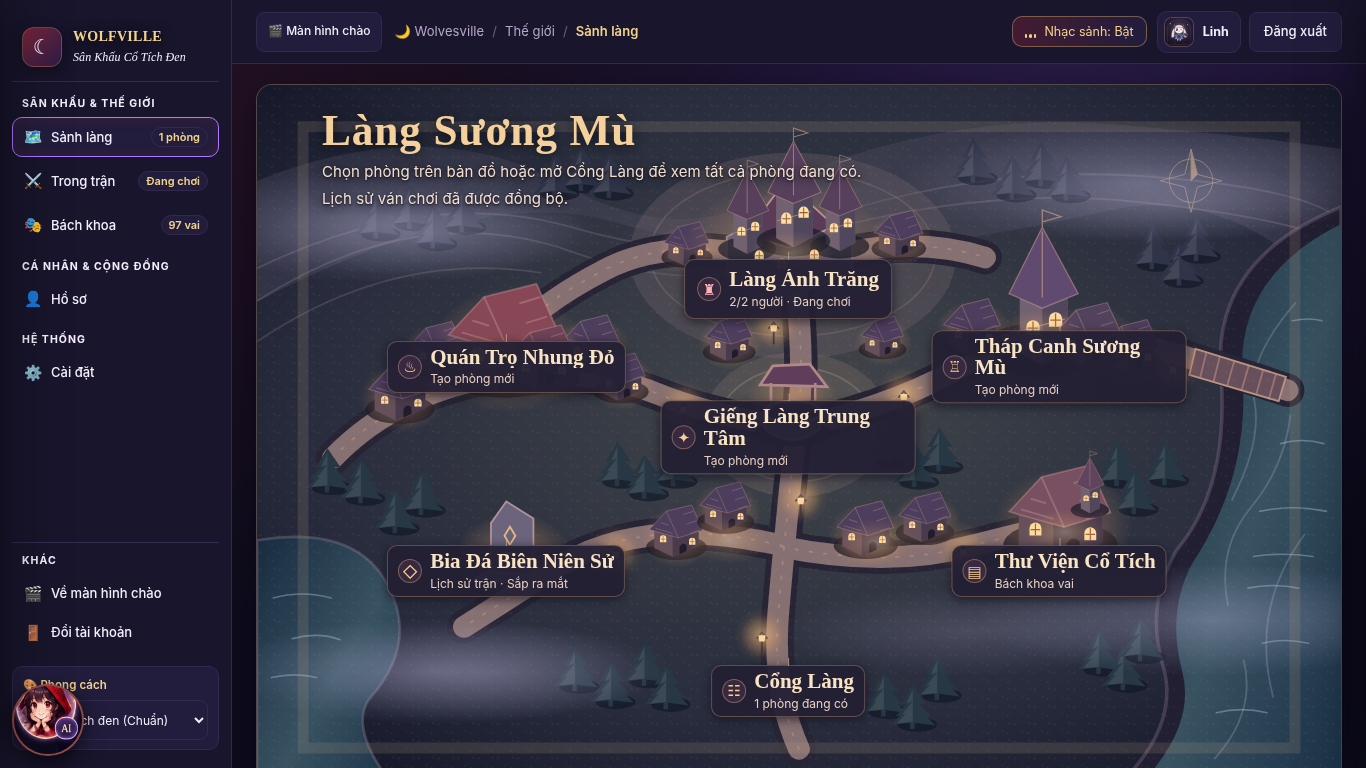 WOLFVILLE
Sân Khấu Cổ Tích Đen
SÂN KHẤU & THẾ GIỚI
Sảnh làng
1 phòng
Trong trận
Đang chơi
Bách khoa
97 vai
CÁ NHÂN & CỘNG ĐỒNG
Hồ sơ
HỆ THỐNG
Cài đặt
KHÁC
Về màn hình chào
Đổi tài khoản
Phong cách
ch đen (Chuẩn)
AI
Màn hình chào
Wolvesville / Thế giới / Sảnh làng
Nhạc sảnh: Bật
Linh
Đăng xuất
Làng Sương Mù
Chọn phòng trên bản đồ hoặc mở Cổng Làng để xem tất cả phòng đang có.
Lịch sử ván chơi đã được đồng bộ.
Làng Ánh Trăng
2/2 người · Đang chơi
Quán Trọ Nhung Đỏ
Tạo phòng mới
Tháp Canh Sương
Mù
Tạo phòng mới
Giếng Làng Trung
Tâm
Tạo phòng mới
Bia Đá Biên Niên Sử
Lịch sử trận · Sắp ra mắt
Thư Viện Cổ Tích
Bách khoa vai
Cổng Làng
1 phòng đang có